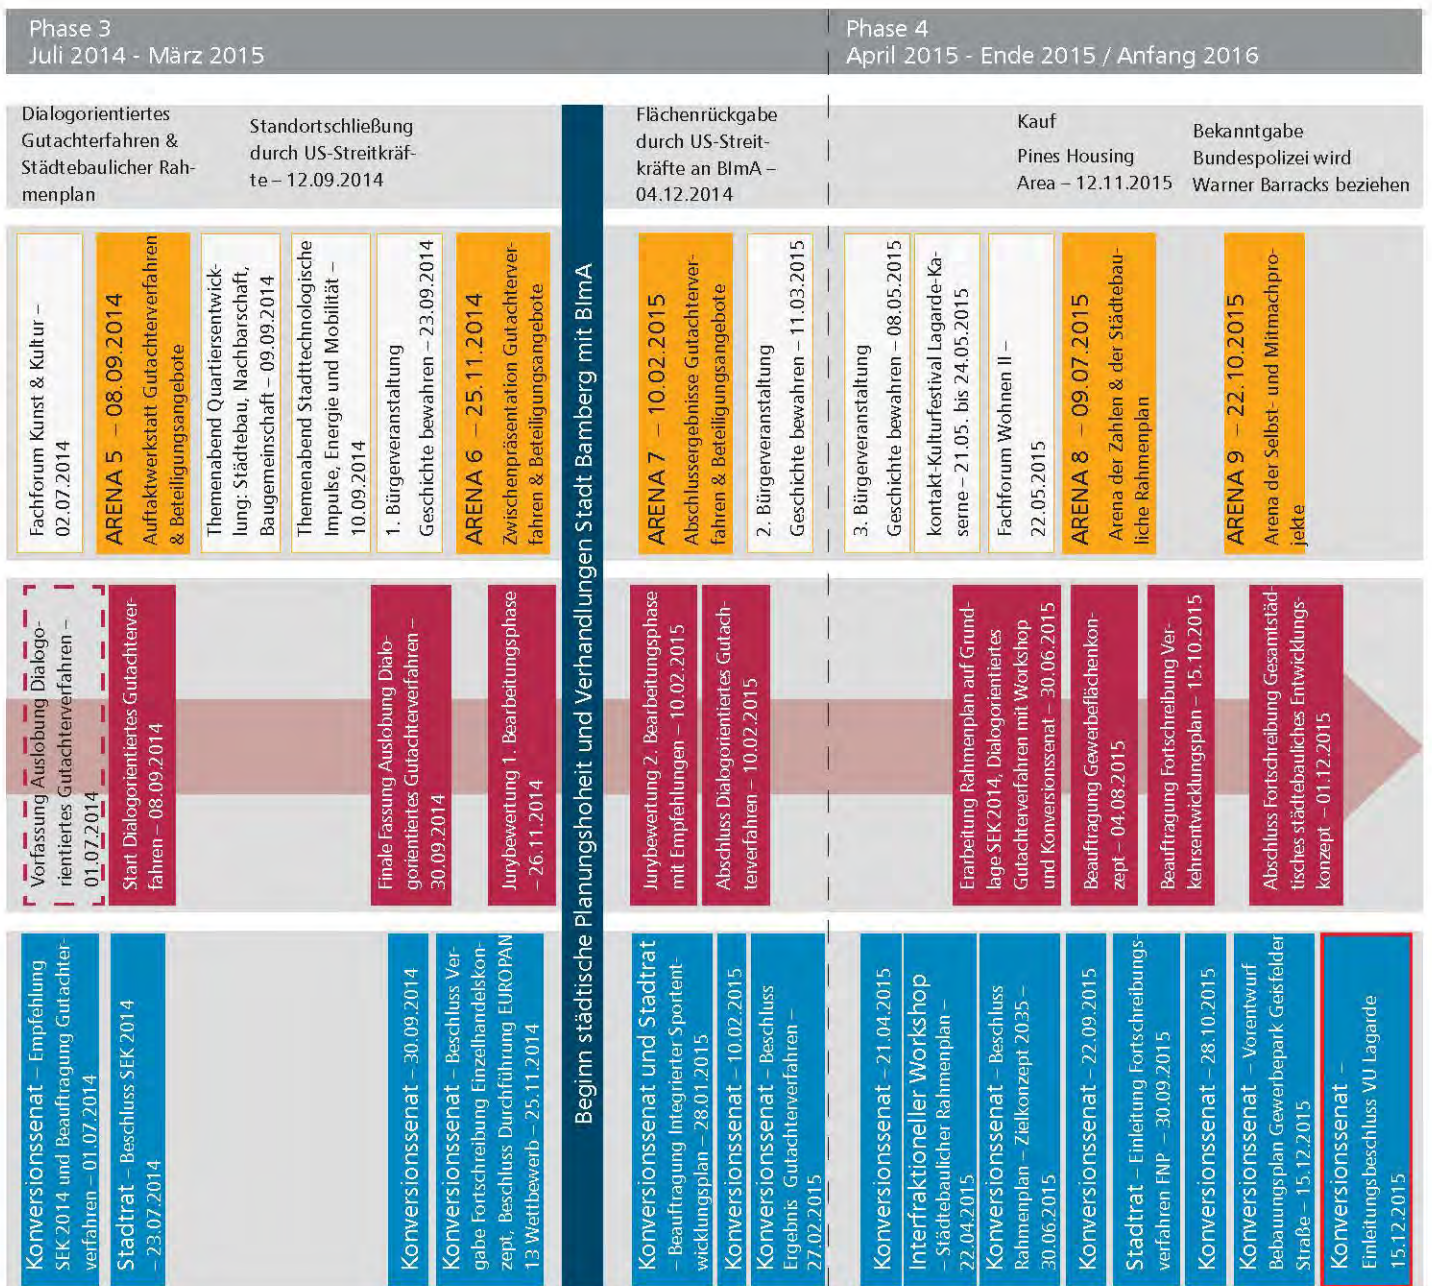 Phase 3
Juli 2014 - März 2015
Phase 4
April 2015 - Ende 2015 / Anfang 2016
Dialogorientiertes
Gutachterfahren &
Städtebaulicher Rah-
menplan
Standortschließung
durch US-Streitkräf-
te – 12.09.2014
Flächenrückgabe
durch US-Streit-
kräfte an BImA –
04.12.2014
Kauf
Pines Housing
Area – 12.11.2015
Bekanntgabe
Bundespolizei wird
Warner Barracks beziehen
Fachforum Kunst & Kultur –
02.07.2014
ARENA 5 – 08.09.2014
Auftaktwerkstatt Gutachterverfahren
& Beteiligungsangebote
Themenabend Quartiersentwick-
lung: Städtebau, Nachbarschaft,
Baugemeinschaft – 09.09.2014
Themenabend Stadttechnologische
Impulse, Energie und Mobilität –
10.09.2014
1. Bürgerveranstaltung
Geschichte bewahren – 23.09.2014
ARENA 6 – 25.11.2014
Zwischenpräsentation Gutachterver-
fahren & Beteiligungsangebote
Beginn städtische Planungshoheit und Verhandlungen Stadt Bamberg mit BImA
ARENA 7 – 10.02.2015
Abschlussergebnisse Gutachterver-
fahren & Beteiligungsangebote
2. Bürgerveranstaltung
Geschichte bewahren – 11.03.2015
3. Bürgerveranstaltung
Geschichte bewahren – 08.05.2015
kontakt-Kulturfestival Lagarde-Ka-
serne – 21.05. bis 24.05.2015
Fachforum Wohnen II –
22.05.2015
ARENA 8 – 09.07.2015
Arena der Zahlen & der Städtebau-
liche Rahmenplan
ARENA 9 – 22.10.2015
Arena der Selbst- und Mitmachpro-
jekte
Vorfassung Auslobung Dialogo-
rientiertes Gutachterverfahren –
01.07.2014
Start Dialogorientiertes Gutachterver-
fahren – 08.09.2014
Finale Fassung Auslobung Dialo-
gorientiertes Gutachterverfahren –
30.09.2014
Jurybewertung 1. Bearbeitungsphase
– 26.11.2014
Jurybewertung 2. Bearbeitungsphase
mit Empfehlungen – 10.02.2015
Abschluss Dialogorientiertes Gutach-
terverfahren – 10.02.2015
Erarbeitung Rahmenplan auf Grund-
lage SEK 2014, Dialogorientiertes
Gutachterverfahren mit Workshop
und Konversionssenat – 30.06.2015
Beauftragung Gewerbeflächenkon-
zept – 04.08.2015
Beauftragung Fortschreibung Ver-
kehrsentwicklungsplan – 15.10.2015
Abschluss Fortschreibung Gesamtstäd-
tisches städtebauliches Entwicklungs-
konzept – 01.12.2015
Konversionssenat – Empfehlung
SEK 2014 und Beauftragung Gutachter-
verfahren – 01.07.2014
Stadtrat – Beschluss SEK 2014
– 23.07.2014
Konversionssenat – 30.09.2014
Konversionssenat – Beschluss Ver-
gabe Fortschreibung Einzelhandelskon-
zept, Beschluss Durchführung EUROPAN
13 Wettbewerb – 25.11.2014
Konversionssenat und Stadtrat
– Beauftragung Integrierter Sportent-
wicklungsplan – 28.01.2015
Konversionssenat – 10.02.2015
Konversionssenat – Beschluss
Ergebnis Gutachterverfahren –
27.02.2015
Konversionssenat – 21.04.2015
Interfraktioneller Workshop
– Städtebaulicher Rahmenplan –
22.04.2015
Konversionssenat – Beschluss
Rahmenplan – Zielkonzept 2035 –
30.06.2015
Konversionssenat – 22.09.2015
Stadtrat – Einleitung Fortschreibungs-
verfahren FNP – 30.09.2015
Konversionssenat – 28.10.2015
Konversionssenat – Vorentwurf
Bebauungsplan Gewerbepark Geisfelder
Straße – 15.12.2015
Konversionssenat –
Einleitungsbeschluss VU Lagarde
15.12.2015